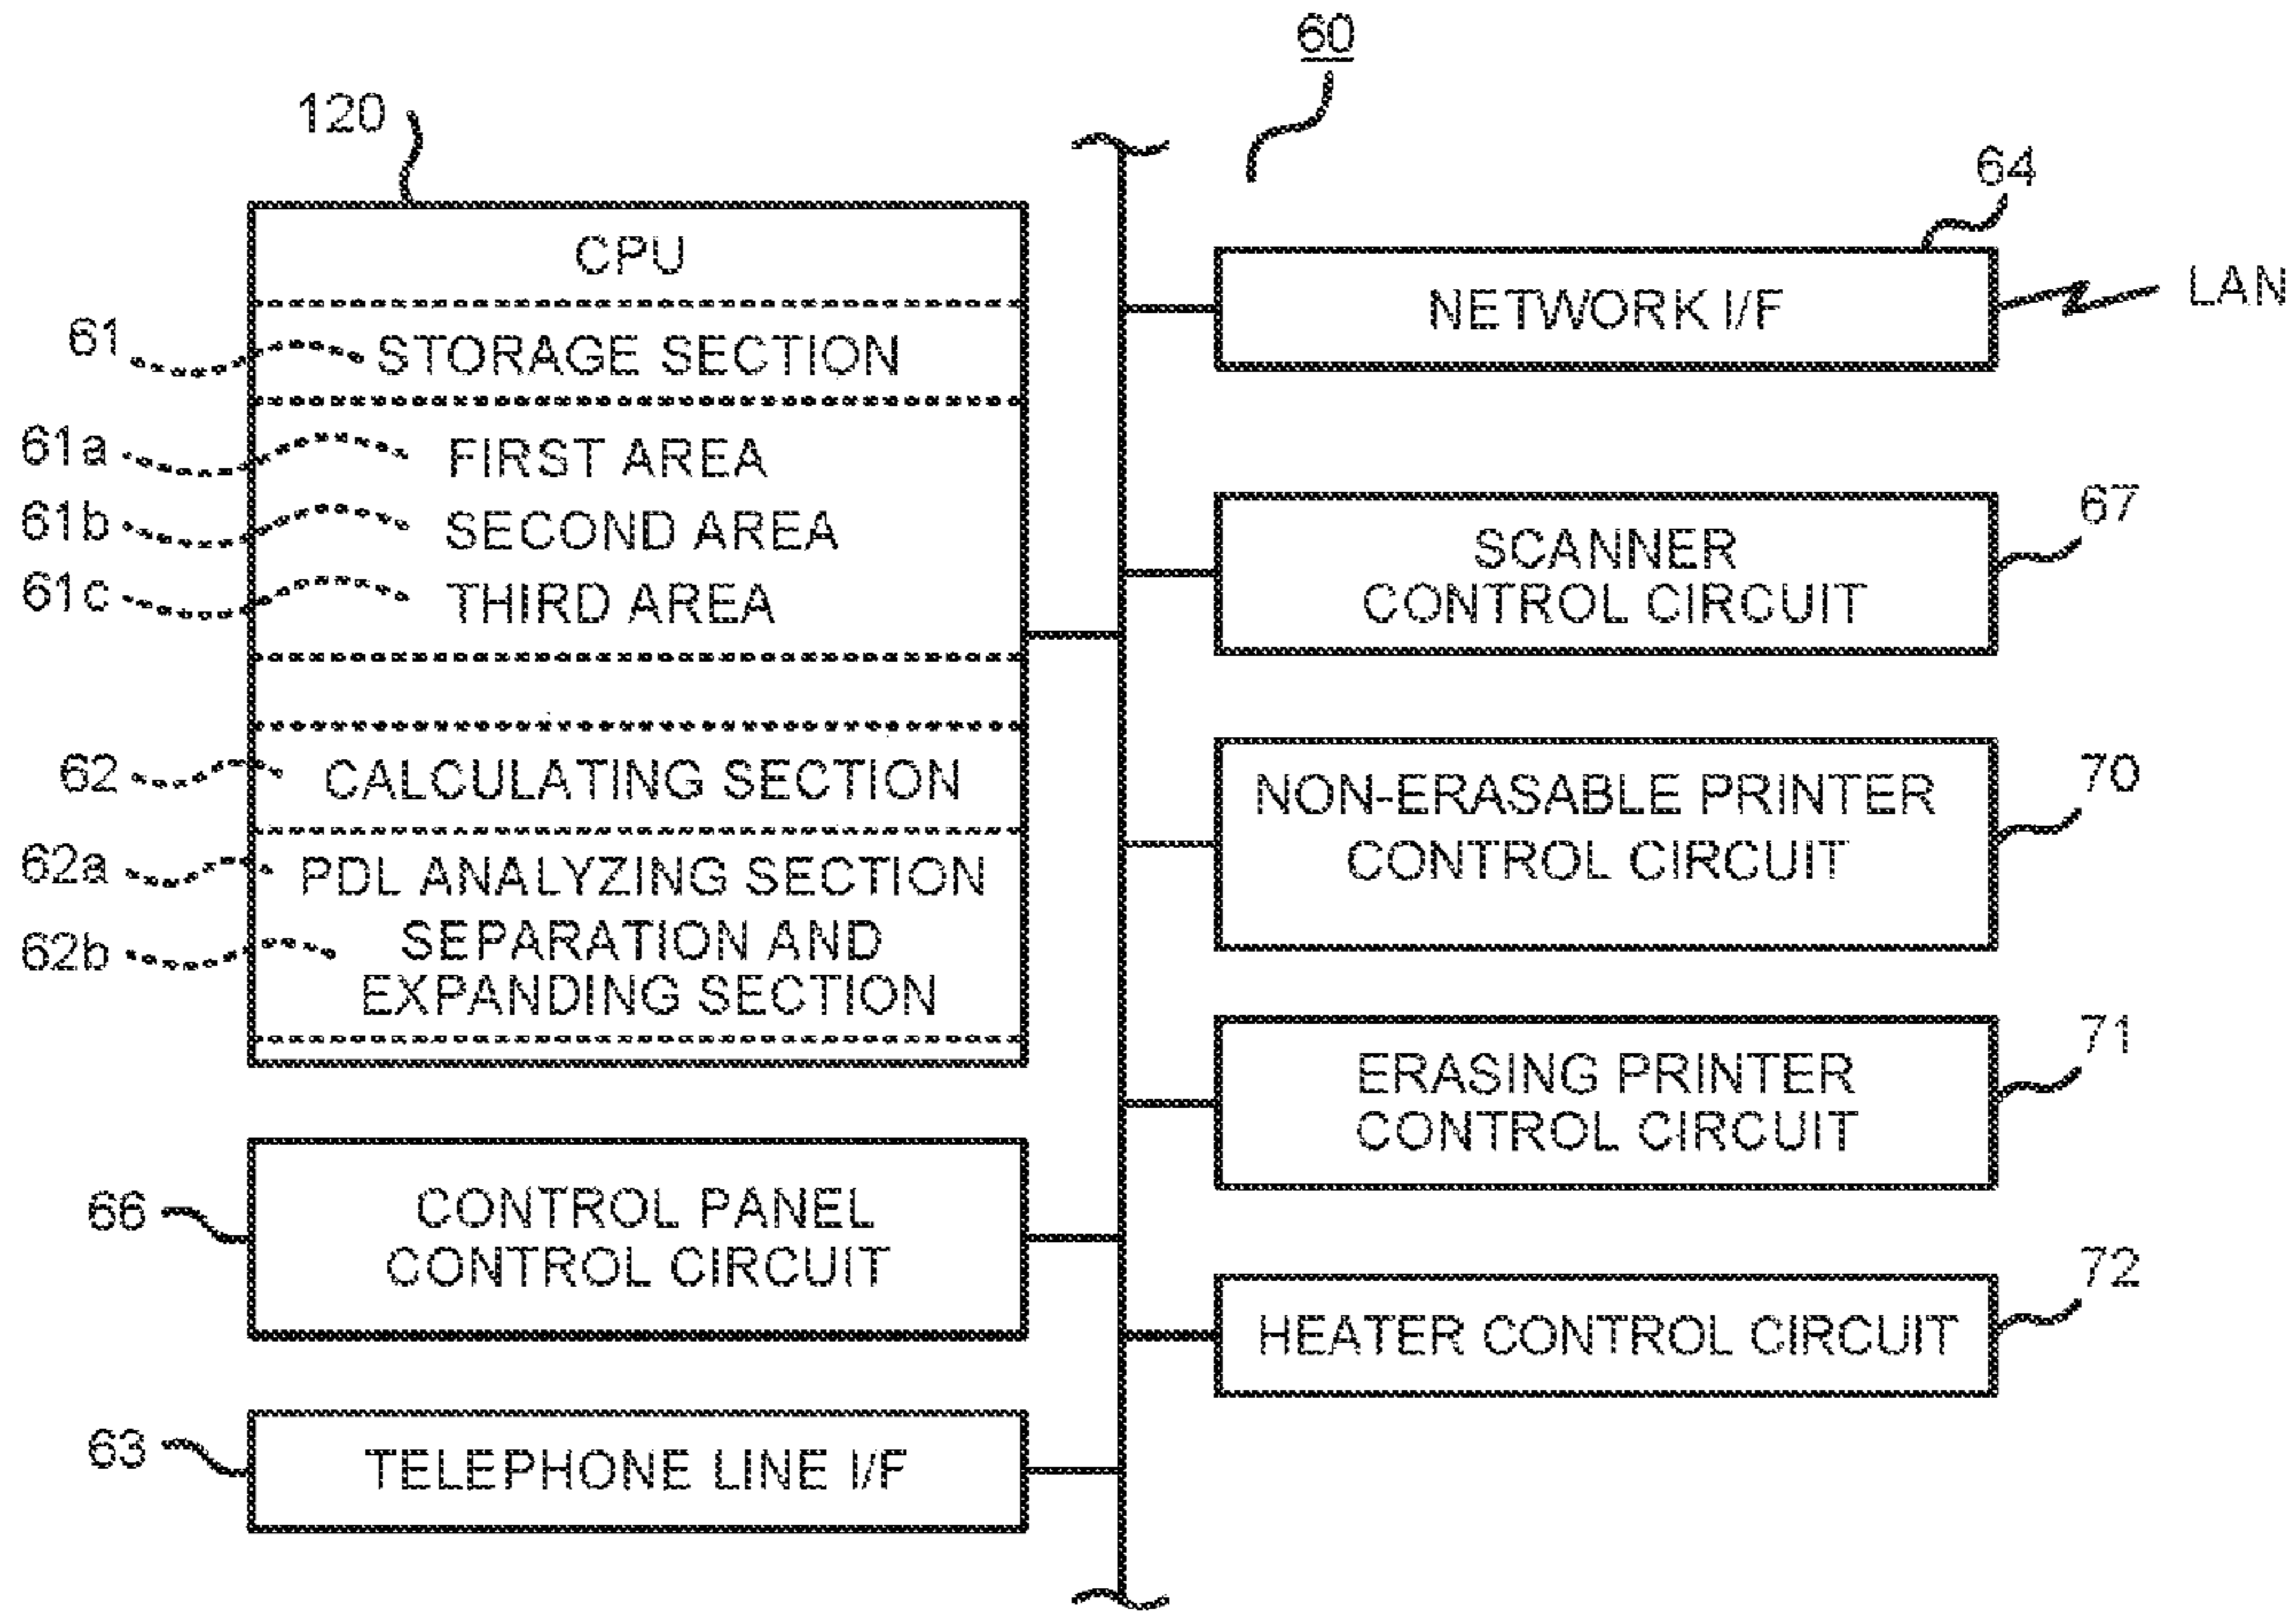 60
120
CPU
61
STORAGE SECTION
61a
FIRST AREA
61b
SECOND AREA
61c
THIRD AREA
62
CALCULATING SECTION
62a
PDL ANALYZING SECTION
62b
SEPARATION AND
EXPANDING SECTION
66
CONTROL PANEL
CONTROL CIRCUIT
63
TELEPHONE LINE I/F
64
NETWORK I/F
LAN
67
SCANNER
CONTROL CIRCUIT
70
NON-ERASABLE PRINTER
CONTROL CIRCUIT
71
ERASING PRINTER
CONTROL CIRCUIT
72
HEATER CONTROL CIRCUIT